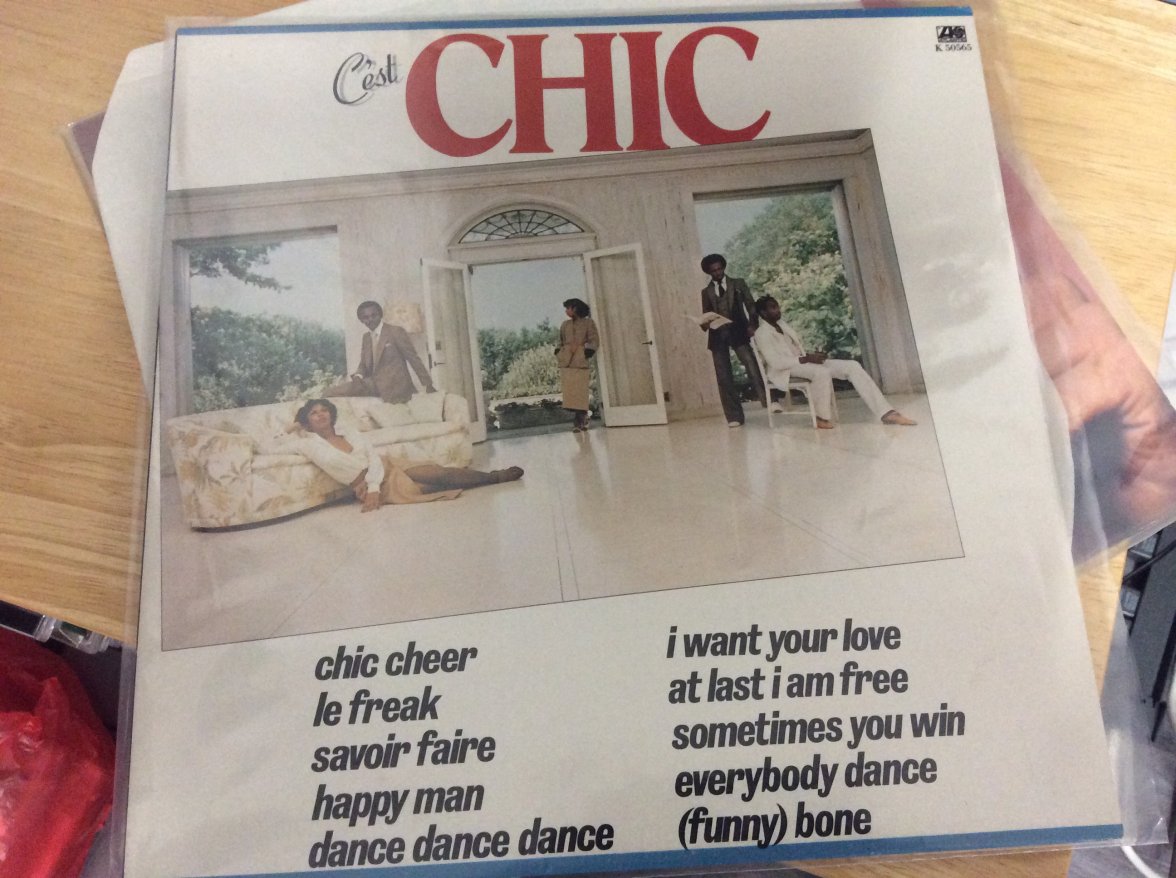 C'est
CHIC
K 50565
chic cheer
le freak
savoir faire
happy man
dance dance dance
i want your love
at last i am free
sometimes you win
everybody dance
(funny) bone